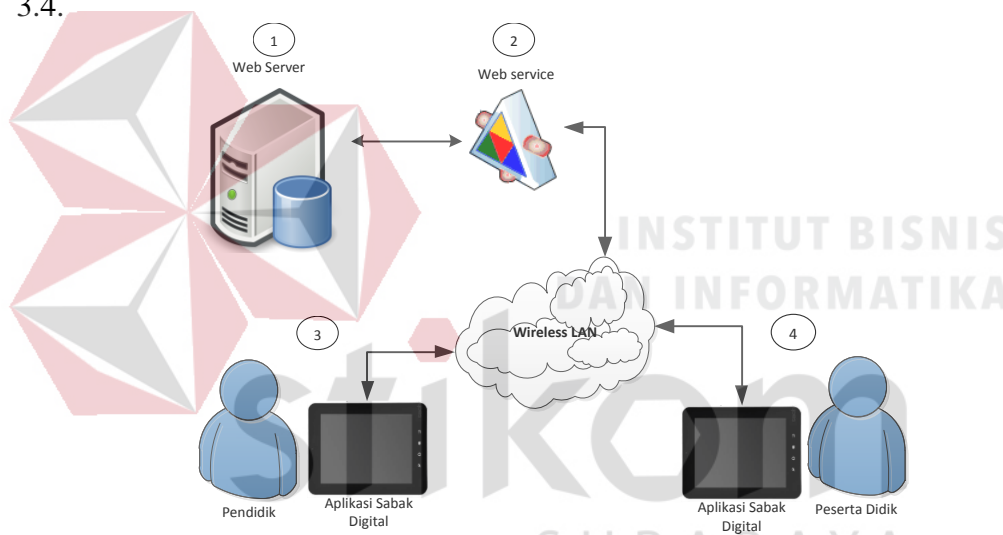 3.4.
1
2
Web Server
Web service
INSTITUT BISNIS
DAN INFORMATIKA
Wireless LAN
3
4
stikom
Pendidik
Aplikasi Sabak
Digital
Aplikasi Sabak
Digital
Peserta Didik
SURABAYA